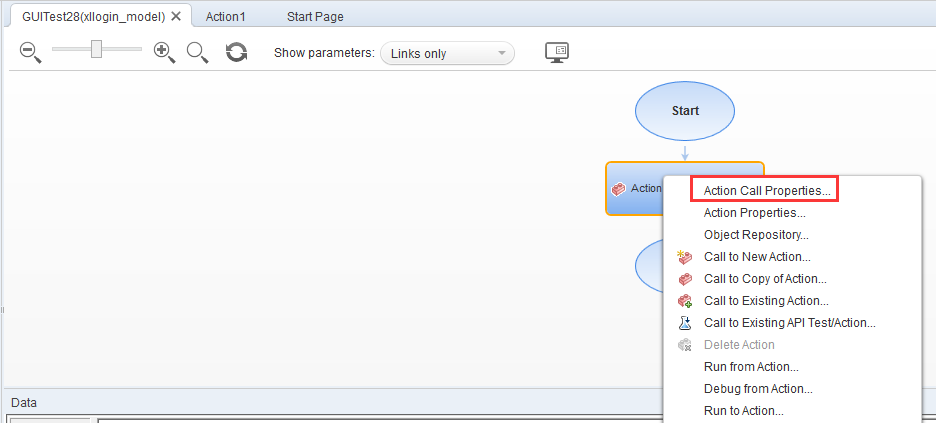 GUITest28(xllogin_model) Action1 Start Page
Show parameters: Links only
Start
Action
Action Call Properties...
Action Properties...
Object Repository...
Call to New Action...
Call to Copy of Action...
Call to Existing Action...
Call to Existing API Test/Action...
Delete Action
Run from Action...
Debug from Action...
Run to Action...
Data